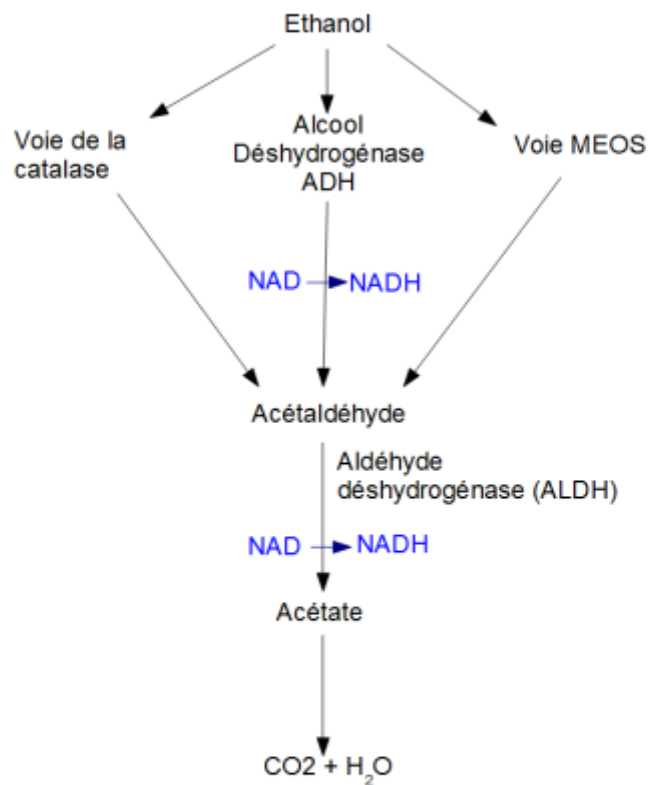 Ethanol
Voie de la
catalase
Alcool
Déshydrogénase
ADH
Voie MEOS
NAD
NADH
Acétaldéhyde
Aldéhyde
déshydrogénase (ALDH)
NAD
NADH
Acétate
CO2 + H₂O